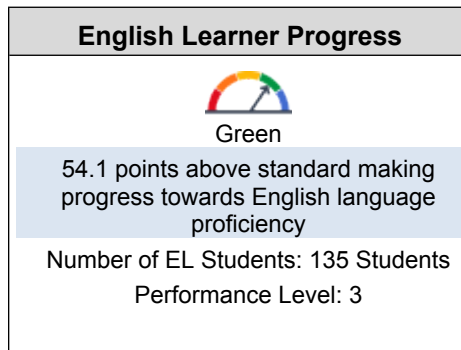 English Learner Progress
Green
54.1 points above standard making
progress towards English language
proficiency
Number of EL Students: 135 Students
Performance Level: 3